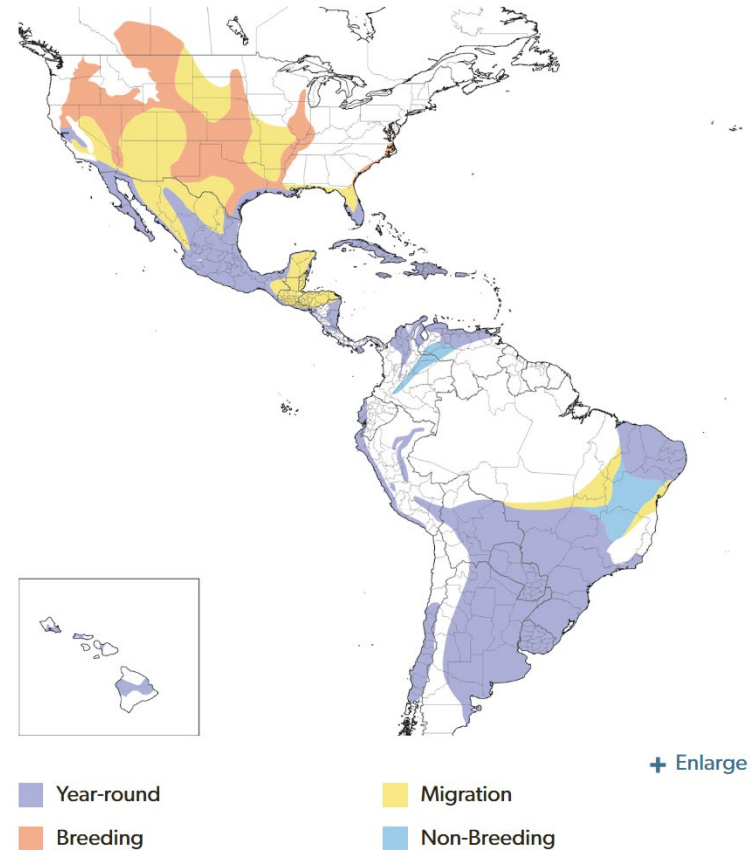 + Enlarge
Year-round
Migration
Breeding
Non-Breeding